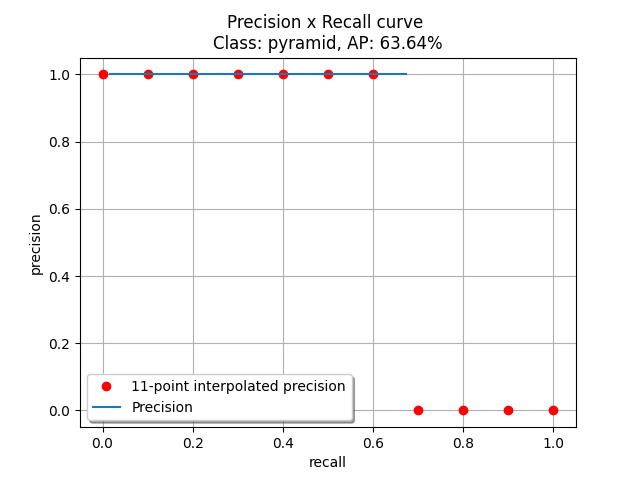 Precision x Recall curve
Class: pyramid, AP: 63.64%
precision
1.0
0.8
0.6
0.4
0.2
0.0
11-point interpolated precision
Precision
0.0 0.2 0.4 0.6 0.8 1.0
recall